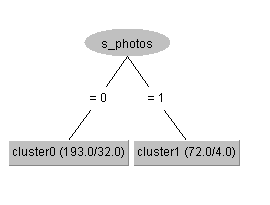 s_photos
= 0
= 1
cluster0 (193.0/32.0)
cluster1 (72.0/4.0)